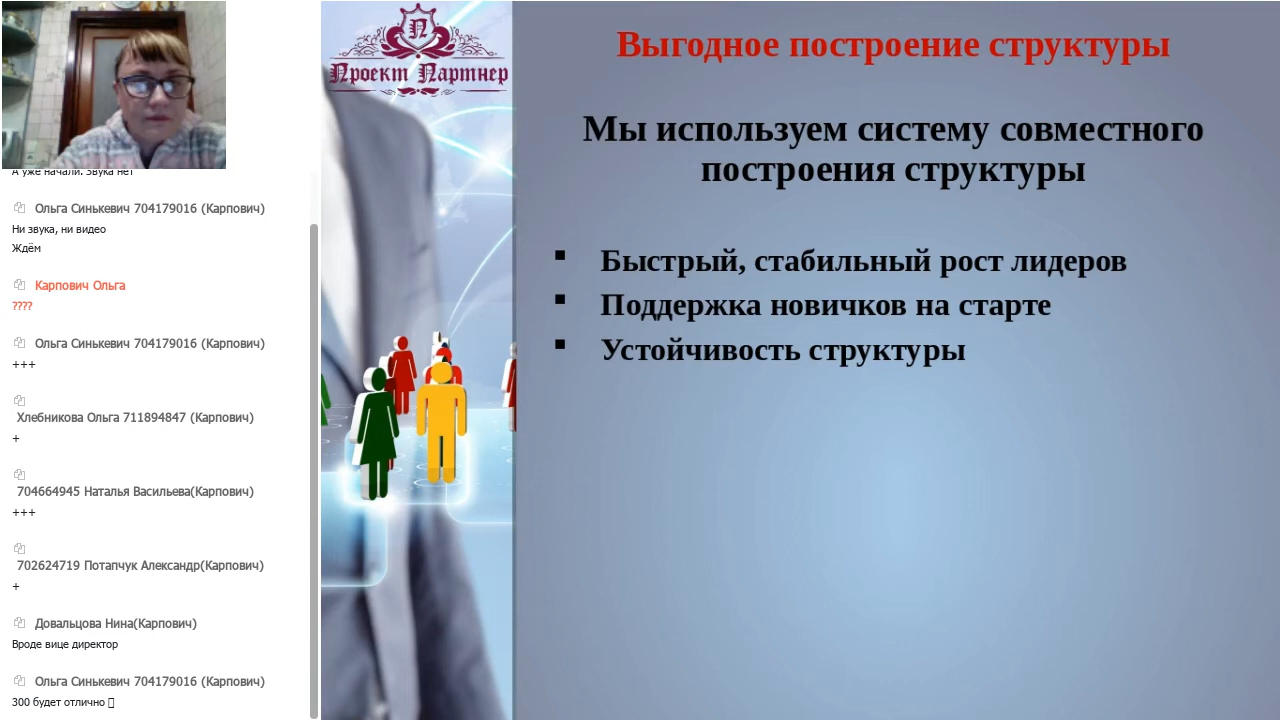 А уже начали. Звука нет
Ольга Синькевич 704179016 (Карпович)
Ни звука, ни видео
Ждём
Карпович Ольга
????
Ольга Синькевич 704179016 (Карпович)
+++
Хлебникова Ольга 711894847 (Карпович)
+
704664945 Наталья Васильева(Карпович)
+++
702624719 Потапчук Александр(Карпович)
+
Довальцова Нина(Карпович)
Вроде вице директор
Ольга Синькевич 704179016 (Карпович)
300 будет отлично
П
Проект Партнер
Выгодное построение структуры
Мы используем систему совместного
построения структуры
▪ Быстрый, стабильный рост лидеров
▪ Поддержка новичков на старте
▪ Устойчивость структуры